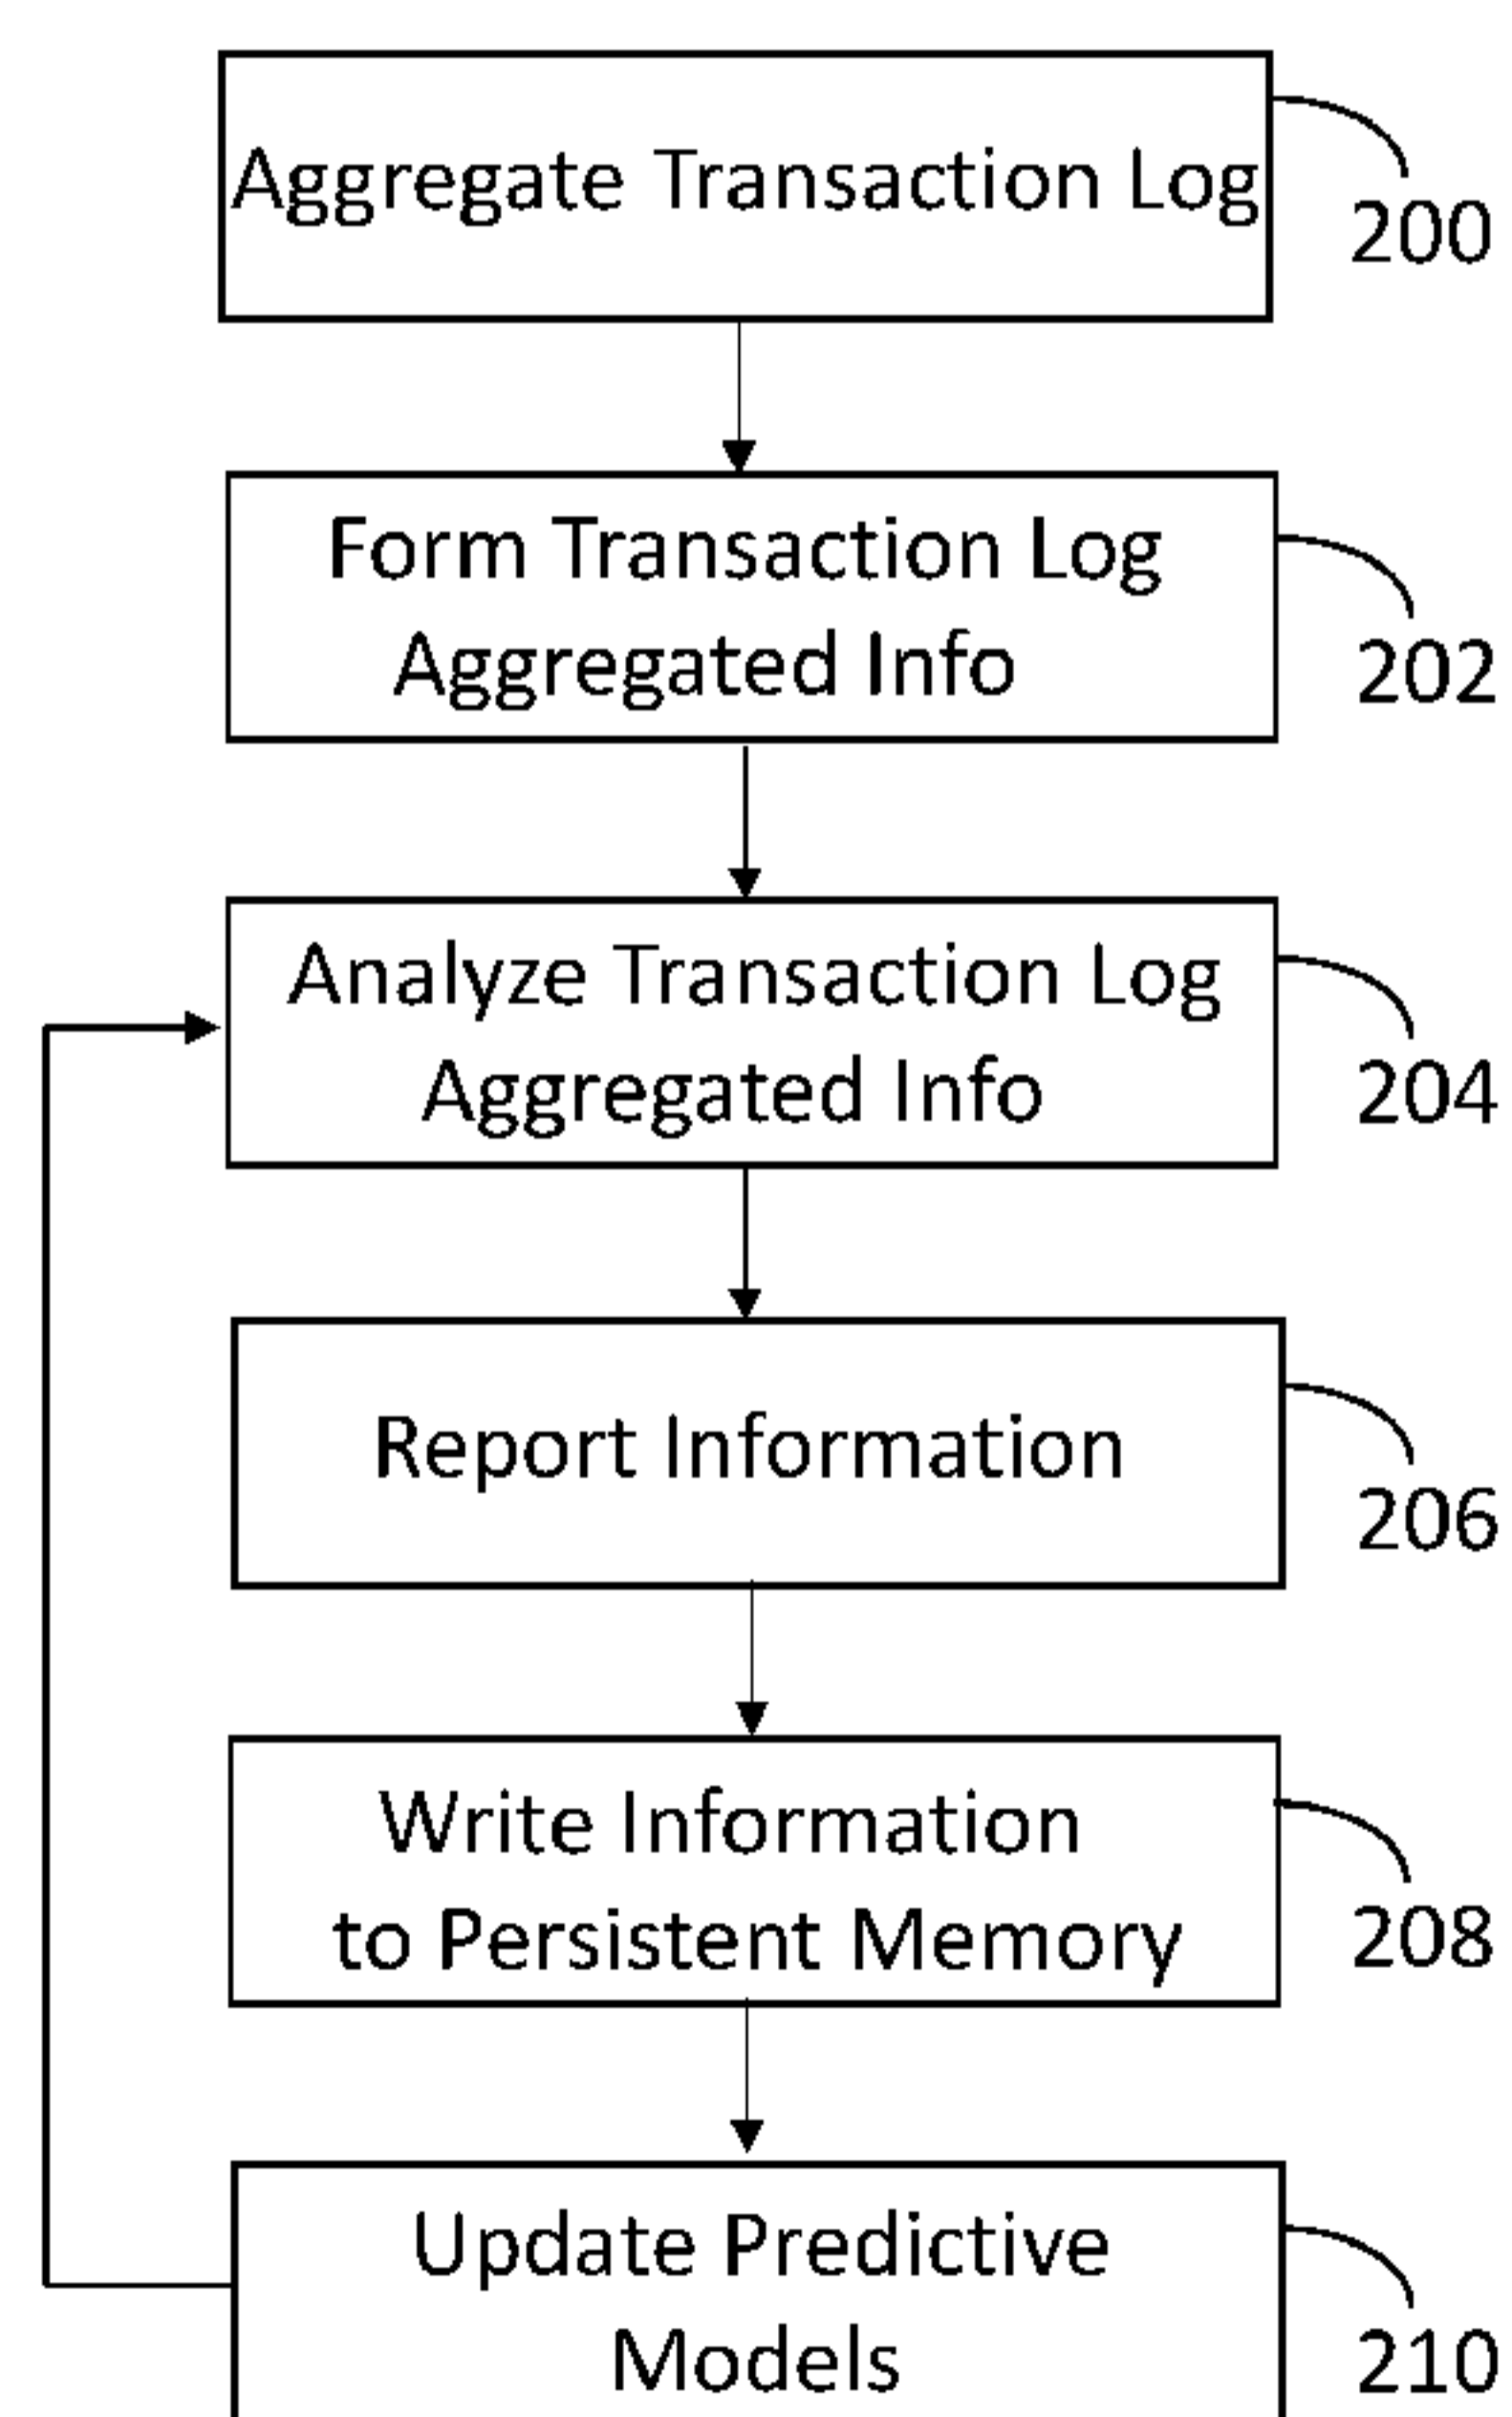 Aggregate Transaction Log
200
Form Transaction Log
Aggregated Info
202
Analyze Transaction Log
Aggregated Info
204
Report Information
206
Write Information
to Persistent Memory
208
Update Predictive
Models
210